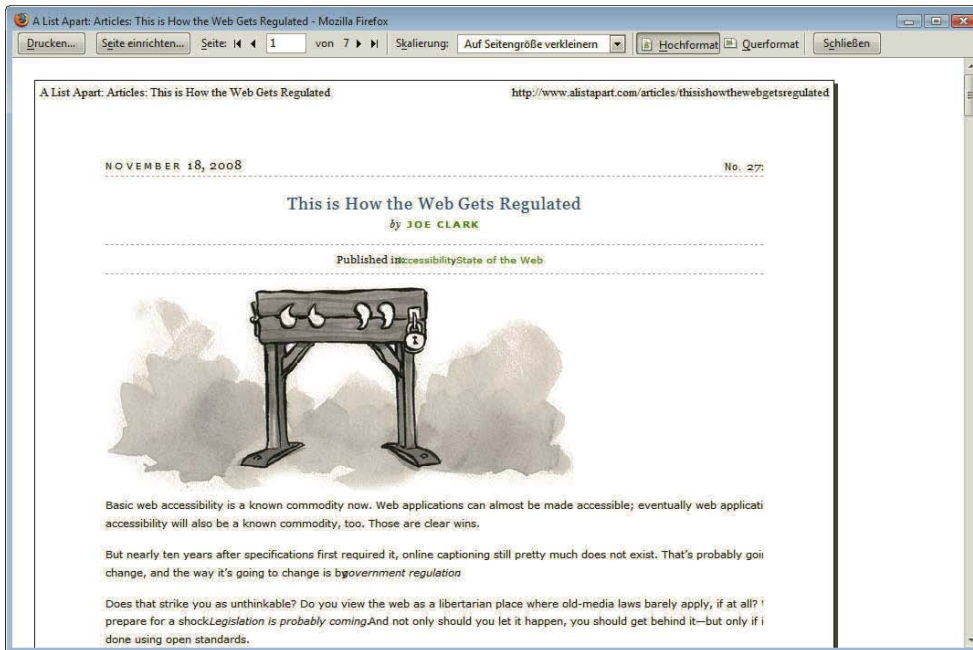 A List Apart: Articles: This is How the Web Gets Regulated - Mozilla Firefox
Drucken... Seite einrichten... Seite: 1 von 7 Skalierung: Auf Seitengröße verkleinern Hochformat Querformat Schließen
A List Apart: Articles: This is How the Web Gets Regulated http://www.alistapart.com/articles/thisishowthewebgetsregulated
NOVEMBER 18, 2008 No. 27
This is How the Web Gets Regulated
by JOE CLARK
Published in: Accessibility State of the Web
Basic web accessibility is a known commodity now. Web applications can almost be made accessible; eventually web applicati
accessibility will also be a known commodity, too. Those are clear wins.
But nearly ten years after specifications first required it, online captioning still pretty much does not exist. That’s probably goi
change, and the way it’s going to change is by government regulation
Does that strike you as unthinkable? Do you view the web as a libertarian place where old-media laws barely apply, if at all?
prepare for a shock. Legislation is probably coming. And not only should you let it happen, you should get behind it—but only if i
done using open standards.